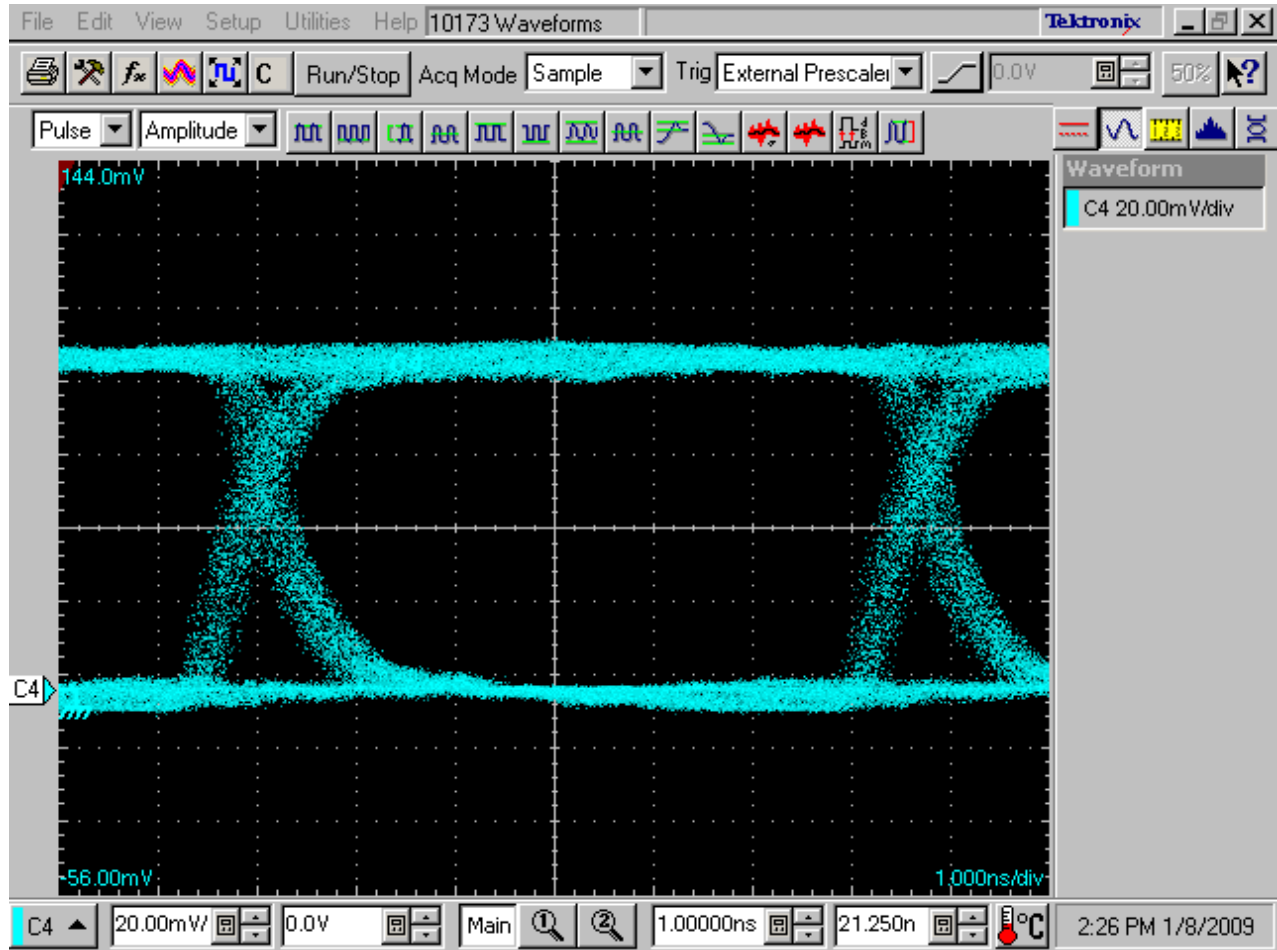 File Edit View Setup Utilities Help 10173 Waveforms Tektronix
C Run/Stop Acq Mode Sample Trig External Prescaler 0.0V 50% ?
Pulse Amplitude
144.0mV
Waveform
C4 20.00mV/div
C4
-56.00mV 1.000ns/div
C4 20.00mV/ 0.0V Main 1 2 1.00000ns 21.250n °C 2:26 PM 1/8/2009